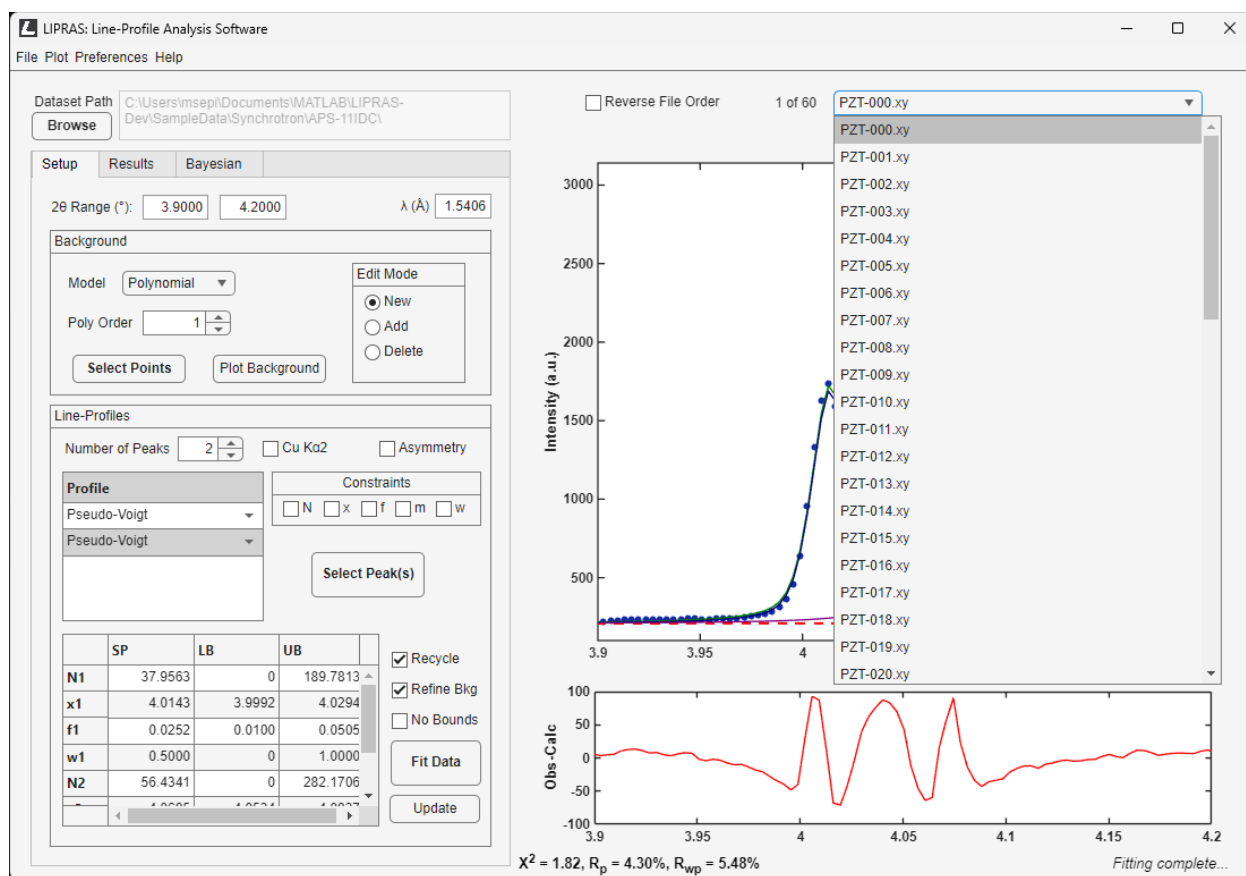 LIPRAS: Line-Profile Analysis Software
File Plot Preferences Help
Dataset Path
Browse
C:\Users\msepi\Documents\MATLAB\LIPRAS-
Dev\SampleData\Synchrotron\APS-11IDC\
Reverse File Order
1 of 60
PZT-000.xy
Setup Results Bayesian
2θ Range (°): 3.9000 4.2000 λ (Å) 1.5406
Background
Model Polynomial
Poly Order 1
Select Points Plot Background
Edit Mode
New
Add
Delete
Line-Profiles
Number of Peaks 2 Cu Kα2 Asymmetry
Profile
Pseudo-Voigt
Pseudo-Voigt
Constraints
N x f m w
Select Peak(s)
SP LB UB
N1 37.9563 0 189.7813
x1 4.0143 3.9992 4.0294
f1 0.0252 0.0100 0.0505
w1 0.5000 0 1.0000
N2 56.4341 0 282.1706
Recycle
Refine Bkg
No Bounds
Fit Data
Update
PZT-000.xy
PZT-001.xy
PZT-002.xy
PZT-003.xy
PZT-004.xy
PZT-005.xy
PZT-006.xy
PZT-007.xy
PZT-008.xy
PZT-009.xy
PZT-010.xy
PZT-011.xy
PZT-012.xy
PZT-013.xy
PZT-014.xy
PZT-015.xy
PZT-016.xy
PZT-017.xy
PZT-018.xy
PZT-019.xy
PZT-020.xy
Intensity (a.u.)
3000
2500
2000
1500
1000
500
3.9 3.95 4
Obs-Calc
100
50
0
-50
-100
3.9 3.95 4 4.05 4.1 4.15 4.2
X² = 1.82, Rp = 4.30%, Rwp = 5.48%
Fitting complete...